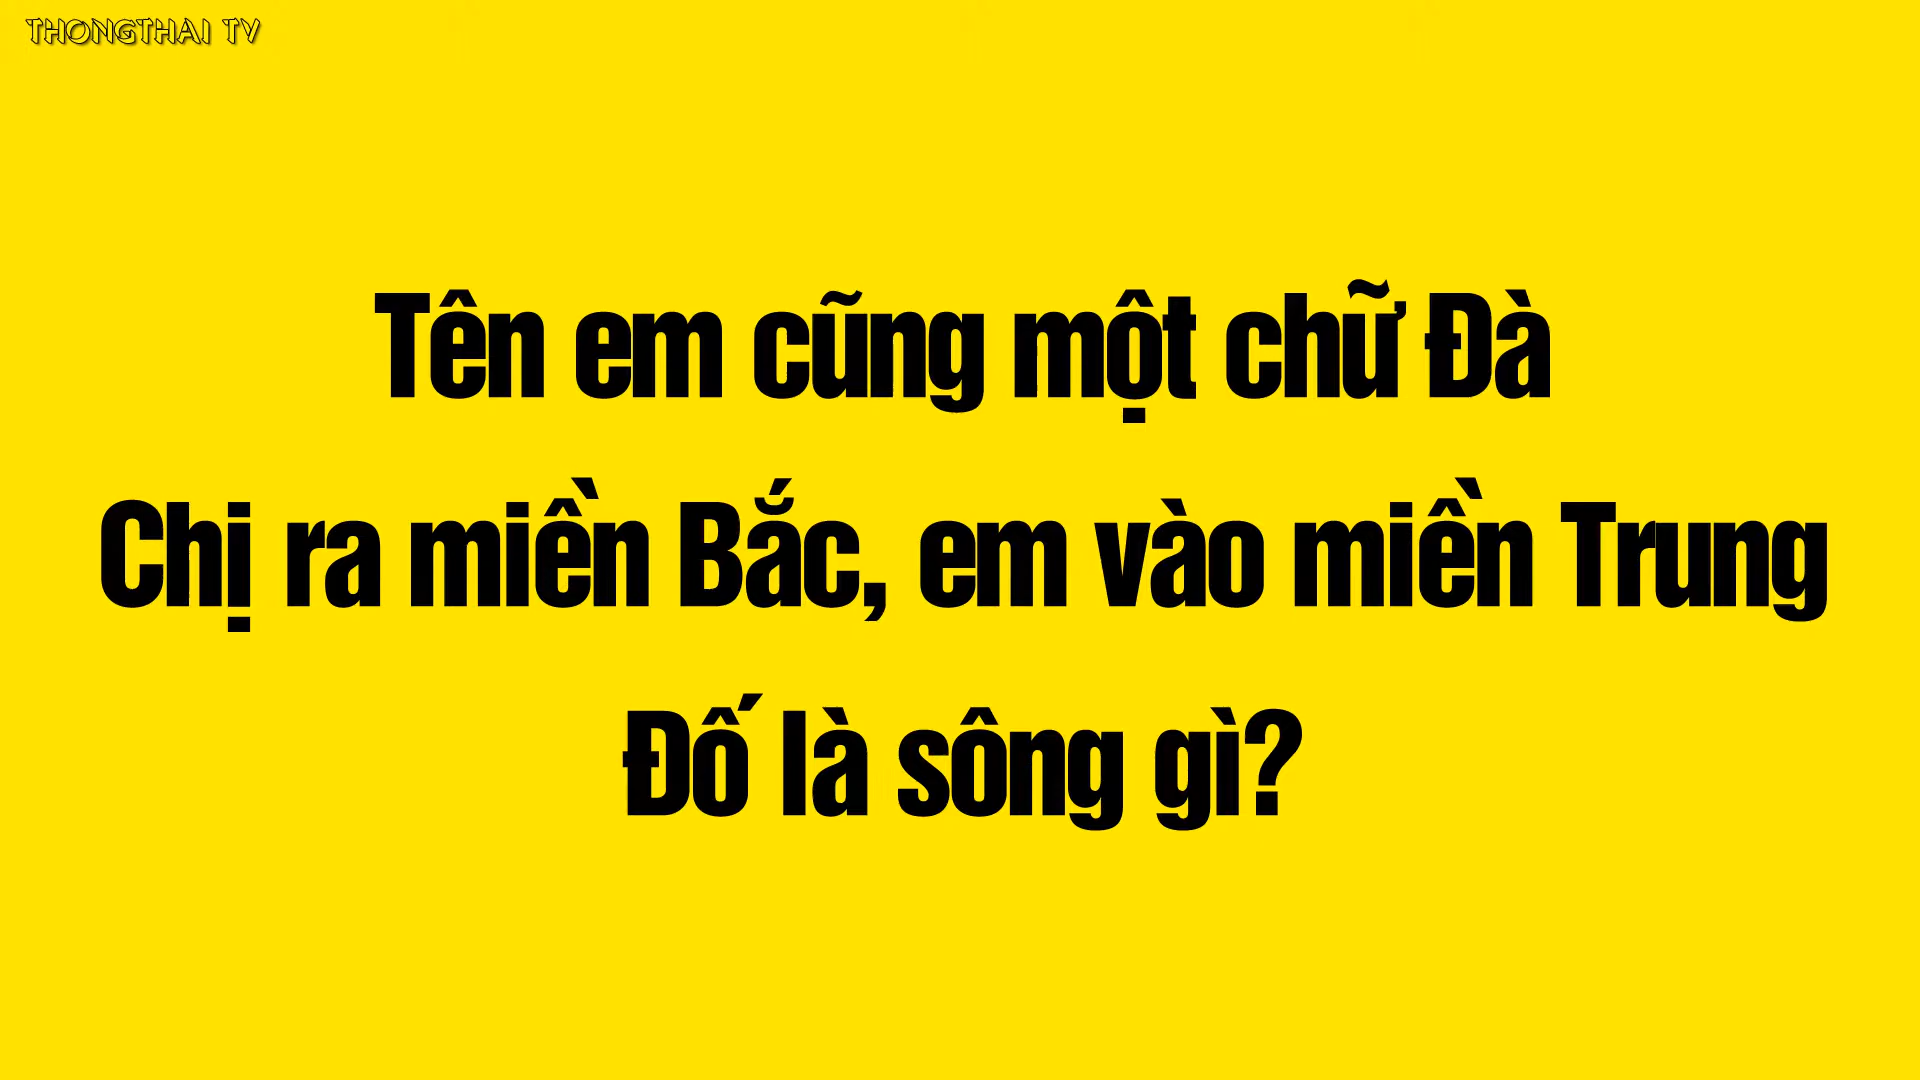 THONGTHAI TV
Tên em cũng một chữ Đà
Chị ra miền Bắc, em vào miền Trung
Đố là sông gì?